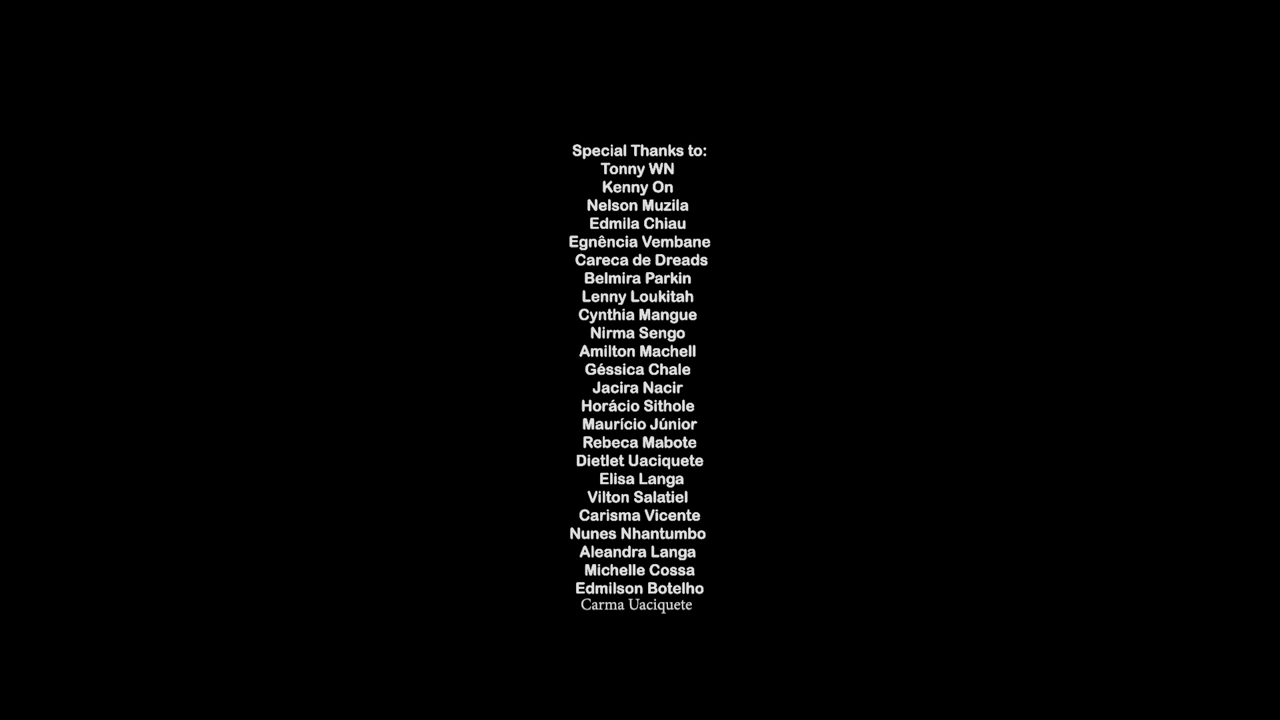 Special Thanks to:
Tonny WN
Kenny On
Nelson Muzila
Edmila Chiau
Egnência Vembane
Careca de Dreads
Belmira Parkin
Lenny Loukitah
Cynthia Mangue
Nirma Sengo
Amilton Machell
Géssica Chale
Jacira Nacir
Horácio Sithole
Maurício Júnior
Rebeca Mabote
Dietlet Uaciquete
Elisa Langa
Vilton Salatiel
Carisma Vicente
Nunes Nhantumbo
Aleandra Langa
Michelle Cossa
Edmilson Botelho
Carma Uaciquete